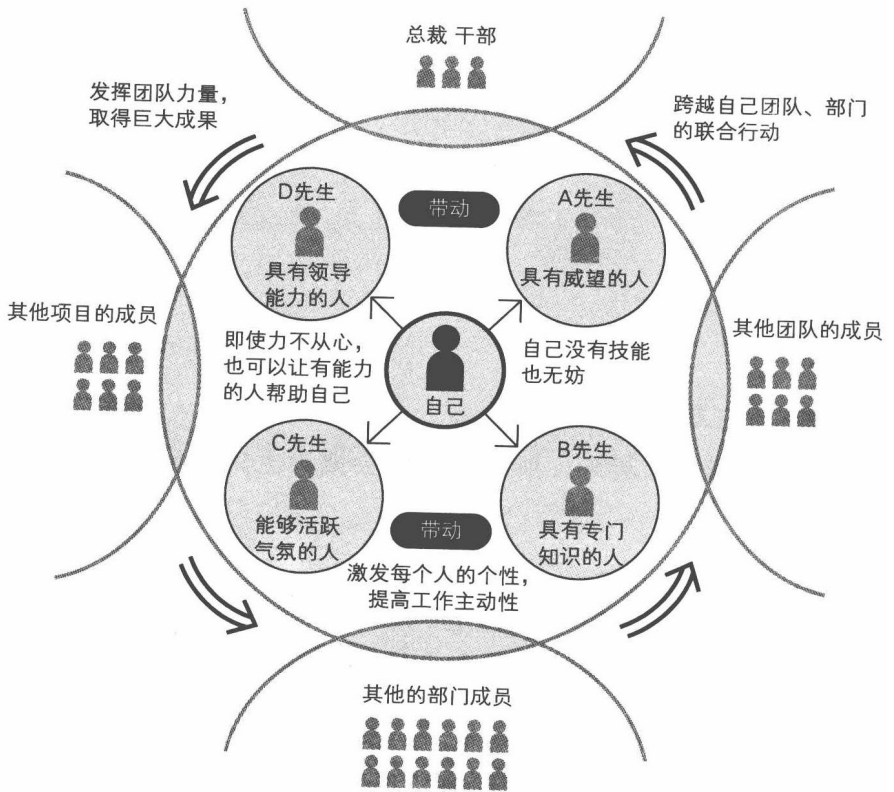 总裁 干部
发挥团队力量，
取得巨大成果
跨越自己团队、部门
的联合行动
D先生
具有领导
能力的人
带动
A先生
具有威望的人
其他项目的成员
即使力不从心，
也可以让有能力
的人帮助自己
自己
自己没有技能
也无妨
其他团队的成员
C先生
能够活跃
气氛的人
带动
B先生
具有专门
知识的人
激发每个人的个性，
提高工作主动性
其他的部门成员